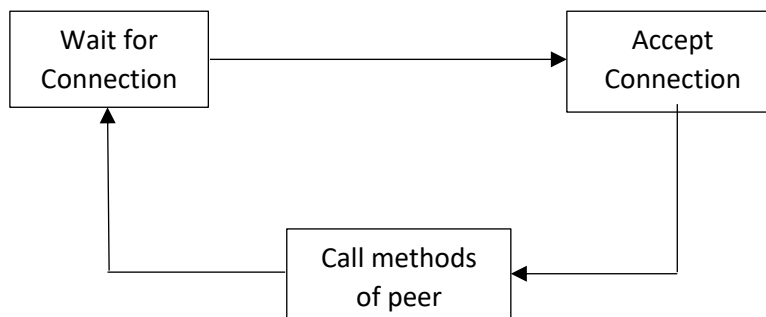 Wait for
Connection
Accept
Connection
Call methods
of peer